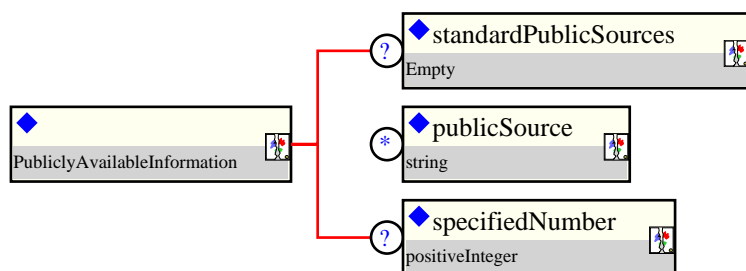 ?
standardPublicSources
Empty
PubliclyAvailableInformation
*
publicSource
string
?
specifiedNumber
positiveInteger